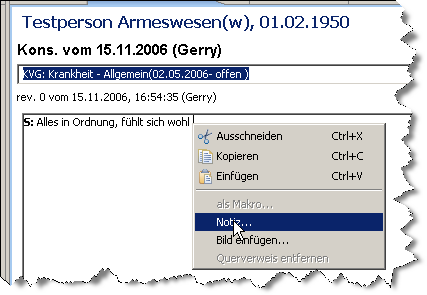 Testperson Armeswesen(w), 01.02.1950
Kons. vom 15.11.2006 (Gerry)
KVG: Krankheit - Allgemein(02.05.2006- offen )
rev. 0 vom 15.11.2006, 16:54:35 (Gerry)
S: Alles in Ordnung, fühlt sich wohl
Ausschneiden Ctrl+X
Kopieren Ctrl+C
Einfügen Ctrl+V
als Makro...
Notiz...
Bild einfügen...
Querverweis entfernen